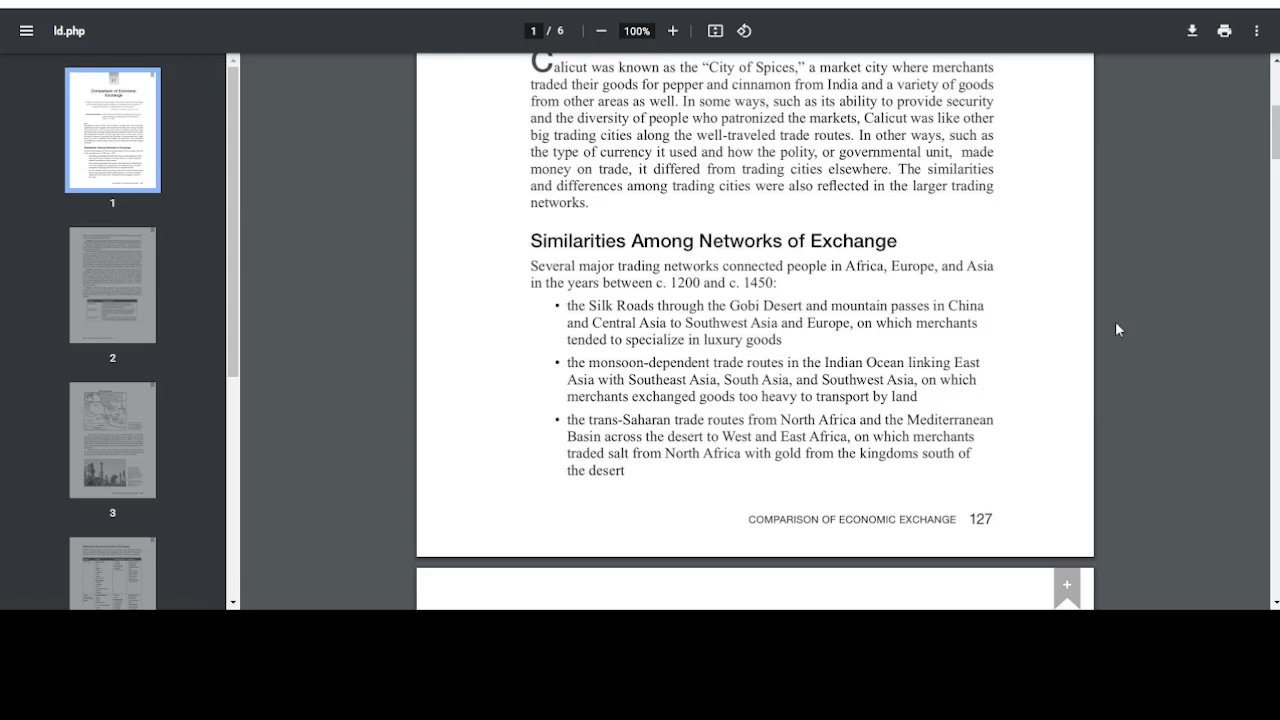 ld.php
1 / 6
100%
Calicut was known as the “City of Spices,” a market city where merchants
traded their goods for pepper and cinnamon from India and a variety of goods
from other areas as well. In some ways, such as its ability to provide security
and the diversity of people who patronized its markets, Calicut was like other
trading cities along the well-traveled trade routes. In other ways, such as
the type of currency it used and how the presiding governmental unit, made
money on trade, it differed from trading cities elsewhere. The similarities
and differences among trading cities were also reflected in the larger trading
networks.
Similarities Among Networks of Exchange
Several major trading networks connected people in Africa, Europe, and Asia
in the years between c. 1200 and c. 1450:
• the Silk Roads through the Gobi Desert and mountain passes in China
and Central Asia to Southwest Asia and Europe, on which merchants
tended to specialize in luxury goods
• the monsoon-dependent trade routes in the Indian Ocean linking East
Asia with Southeast Asia, South Asia, and Southwest Asia, on which
merchants exchanged goods too heavy to transport by land
• the trans-Saharan trade routes from North Africa and the Mediterranean
Basin across the desert to West and East Africa, on which merchants
traded salt from North Africa with gold from the kingdoms south of
the desert
COMPARISON OF ECONOMIC EXCHANGE 127
1
2
3